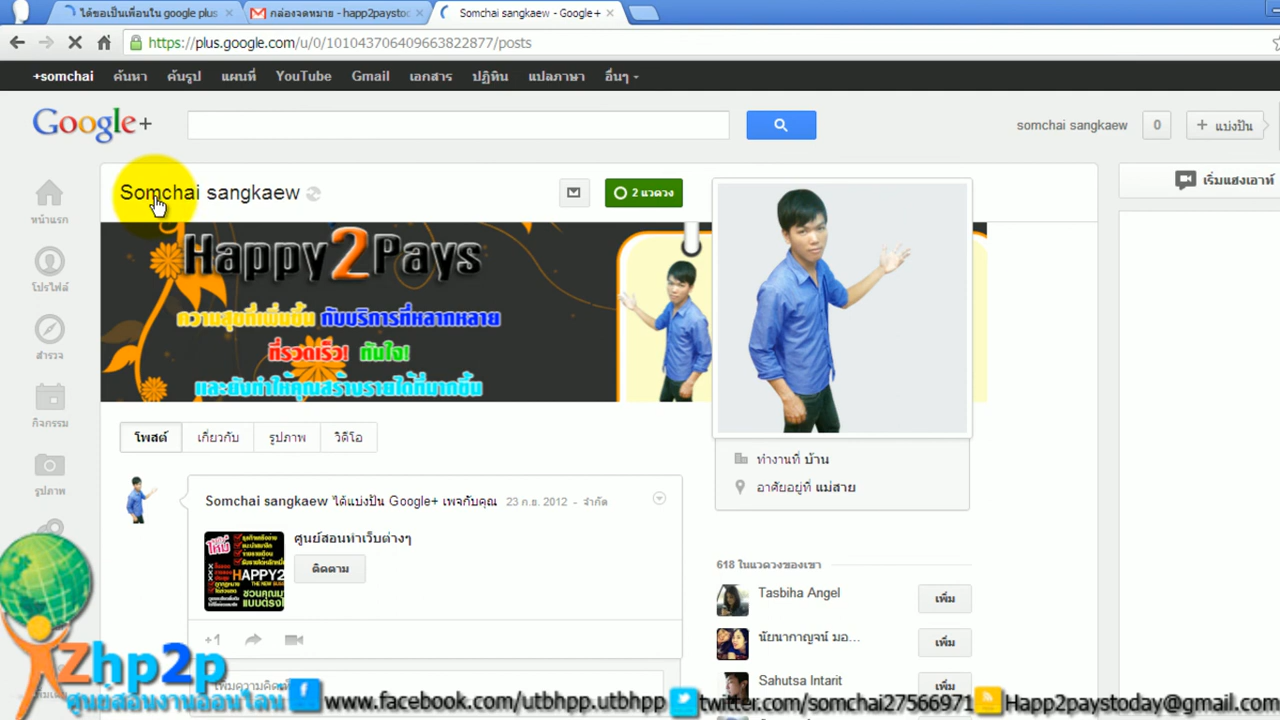 ได้ขอเป็นเพื่อนใน google plus
กล่องจดหมาย - happ2paysto
Somchai sangkaew - Google+
https://plus.google.com/u/0/101043706409663822877/posts
+somchai ค้นหา ค้นรูป แผนที่ YouTube Gmail เอกสาร ปฏิทิน แปลภาษา อื่นๆ
Google+
somchai sangkaew 0 + แบ่งปัน
Somchai sangkaew
2 แวดวง
เริ่มแฮงเอาท์
หน้าแรก
โปรไฟล์
สำรวจ
กิจกรรม
รูปภาพ
Happy2Pays
ความสุขที่เพิ่มขึ้น กับบริการที่หลากหลาย
ที่รวดเร็ว! ทันใจ!
และยังทำให้คุณสร้างรายได้ที่มากขึ้น
โพสต์ เกี่ยวกับ รูปภาพ วิดีโอ
ทำงานที่ บ้าน
อาศัยอยู่ที่ แม่สาย
Somchai sangkaew ได้แบ่งปัน Google+ เพจกับคุณ 23 ก.ย. 2012 - จำกัด
ศูนย์สอนทำเว็บต่างๆ
ติดตาม
HAPPY2
+1
618 ในแวดวงของเขา
Tasbiha Angel เพิ่ม
นัยนากาญจน์ มอ... เพิ่ม
Sahutsa Intarit เพิ่ม
Zhp2p
ศูนย์สอนงานออนไลน์
www.facebook.com/utbhpp.utbhpp
twitter.com/somchai27566971
Happ2paystoday@gmail.com